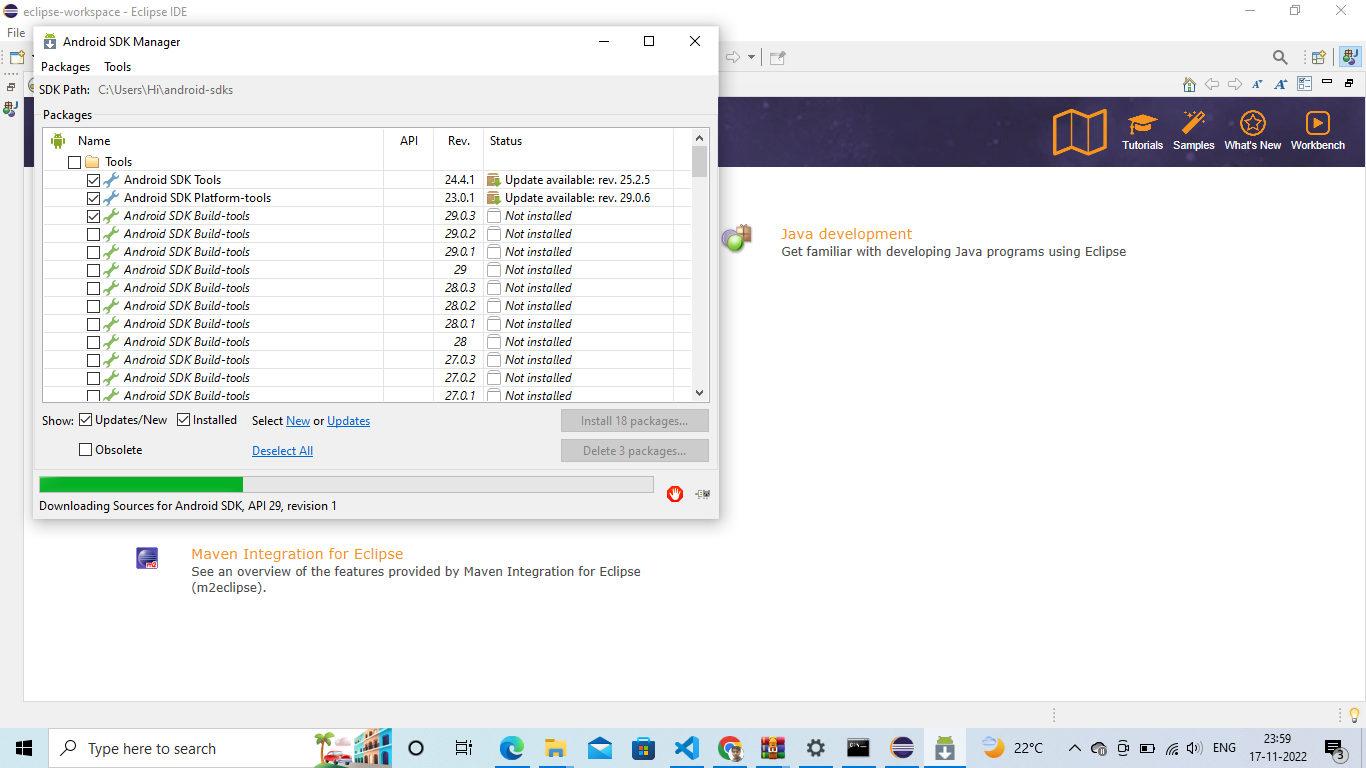 eclipse-workspace - Eclipse IDE
File
Android SDK Manager
Packages Tools
SDK Path: C:\Users\Hi\android-sdks
Packages
Name API Rev. Status
Tools
Android SDK Tools 24.4.1 Update available: rev. 25.2.5
Android SDK Platform-tools 23.0.1 Update available: rev. 29.0.6
Android SDK Build-tools 29.0.3 Not installed
Android SDK Build-tools 29.0.2 Not installed
Android SDK Build-tools 29.0.1 Not installed
Android SDK Build-tools 29 Not installed
Android SDK Build-tools 28.0.3 Not installed
Android SDK Build-tools 28.0.2 Not installed
Android SDK Build-tools 28.0.1 Not installed
Android SDK Build-tools 28 Not installed
Android SDK Build-tools 27.0.3 Not installed
Android SDK Build-tools 27.0.2 Not installed
Android SDK Build-tools 27.0.1 Not installed
Show: Updates/New Installed Select New or Updates Install 18 packages...
Obsolete Deselect All Delete 3 packages...
Downloading Sources for Android SDK, API 29, revision 1
Tutorials Samples What's New Workbench
Java development
Get familiar with developing Java programs using Eclipse
Maven Integration for Eclipse
See an overview of the features provided by Maven Integration for Eclipse
(m2eclipse).
Type here to search
22°C
ENG
23:59
17-11-2022
3